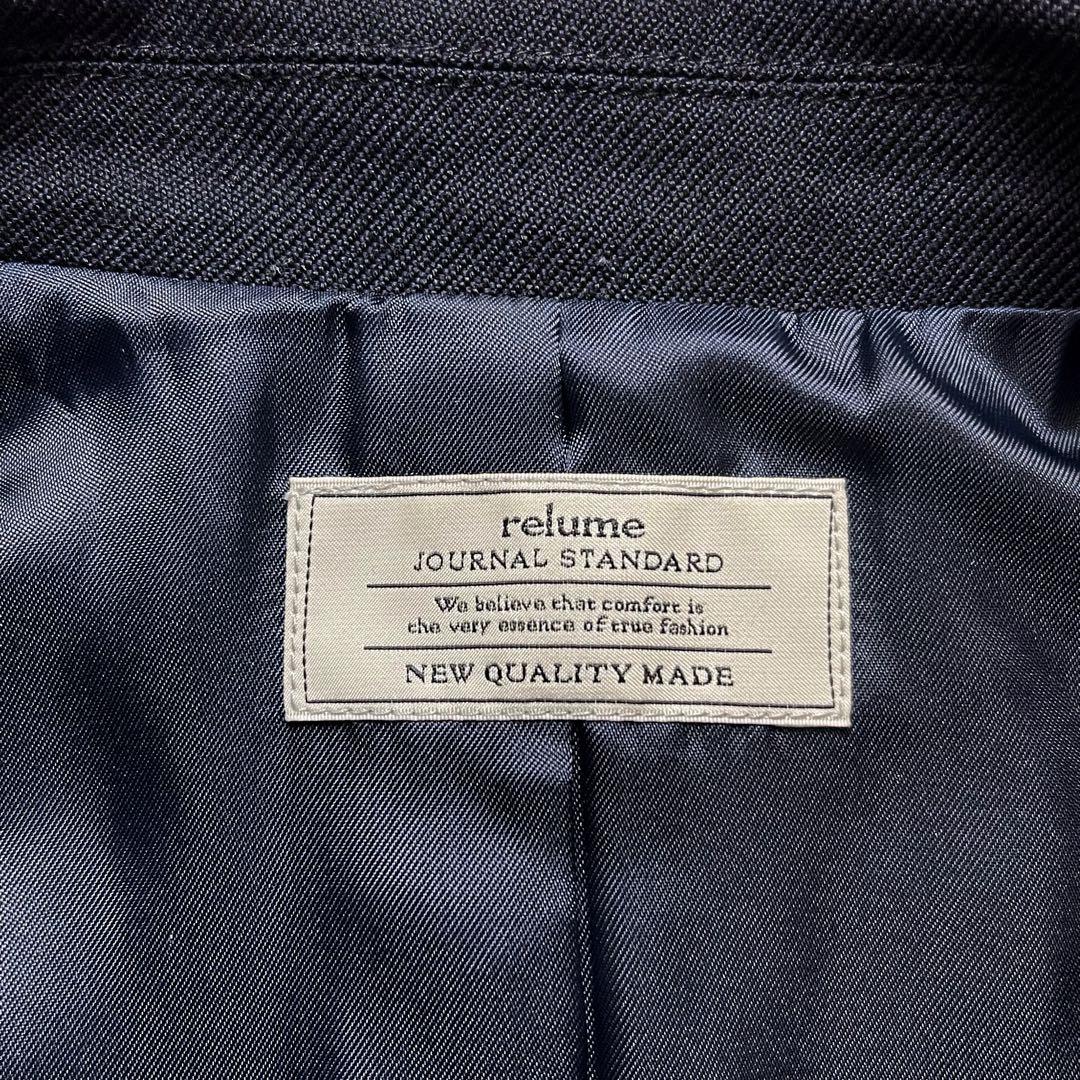 relume
JOURNAL STANDARD
We believe that comfort is
the very essence of true fashion
NEW QUALITY MADE